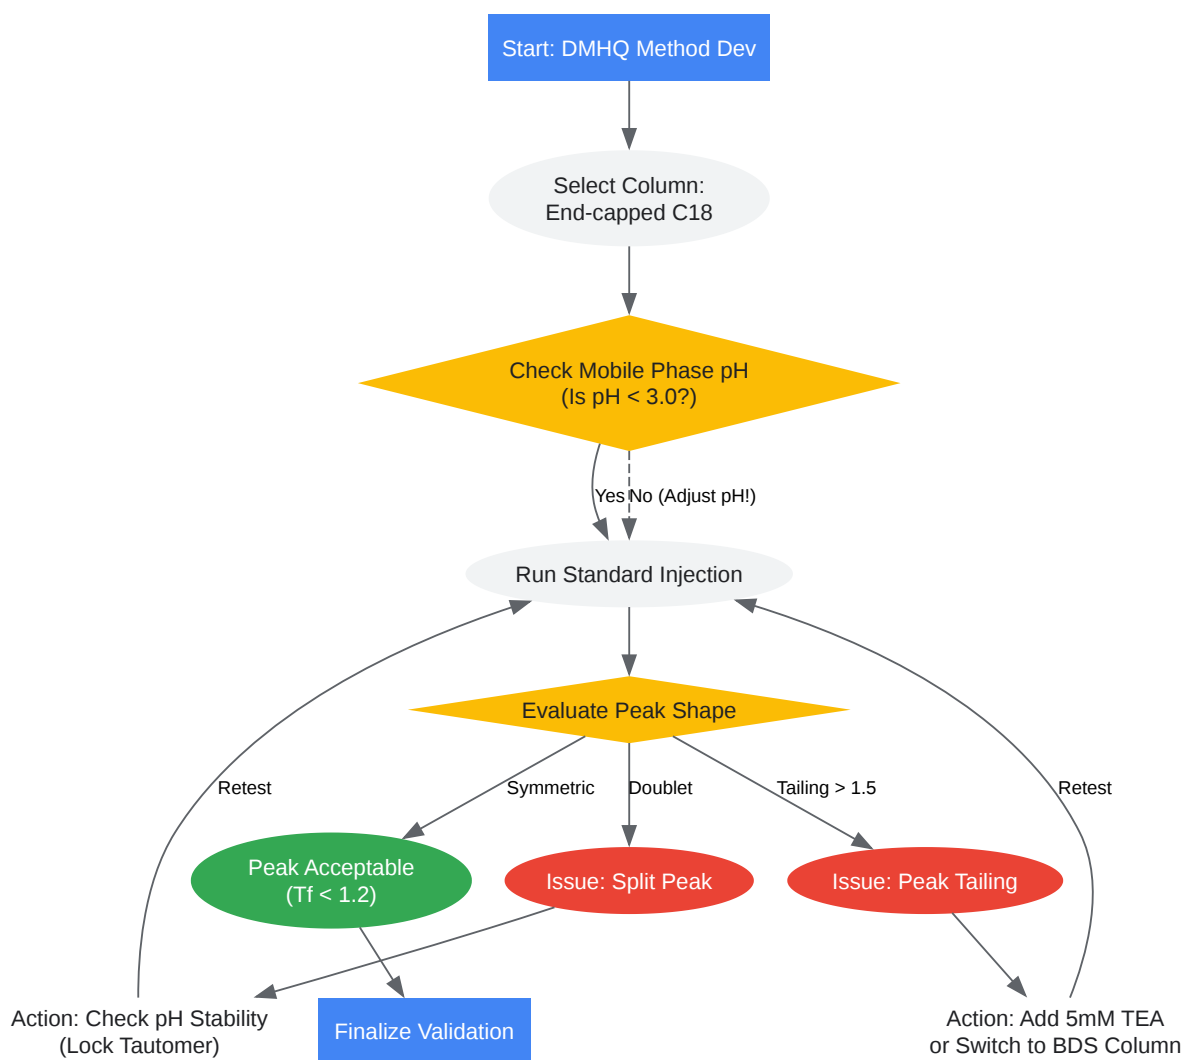 Start: DMHQ Method Dev
Select Column:
End-capped C18
Check Mobile Phase pH
(Is pH < 3.0?)
Yes
No (Adjust pH!)
Run Standard Injection
Evaluate Peak Shape
Retest
Symmetric
Doublet
Tailing > 1.5
Retest
Peak Acceptable
(Tf < 1.2)
Issue: Split Peak
Issue: Peak Tailing
Action: Check pH Stability
(Lock Tautomer)
Finalize Validation
Action: Add 5mM TEA
or Switch to BDS Column